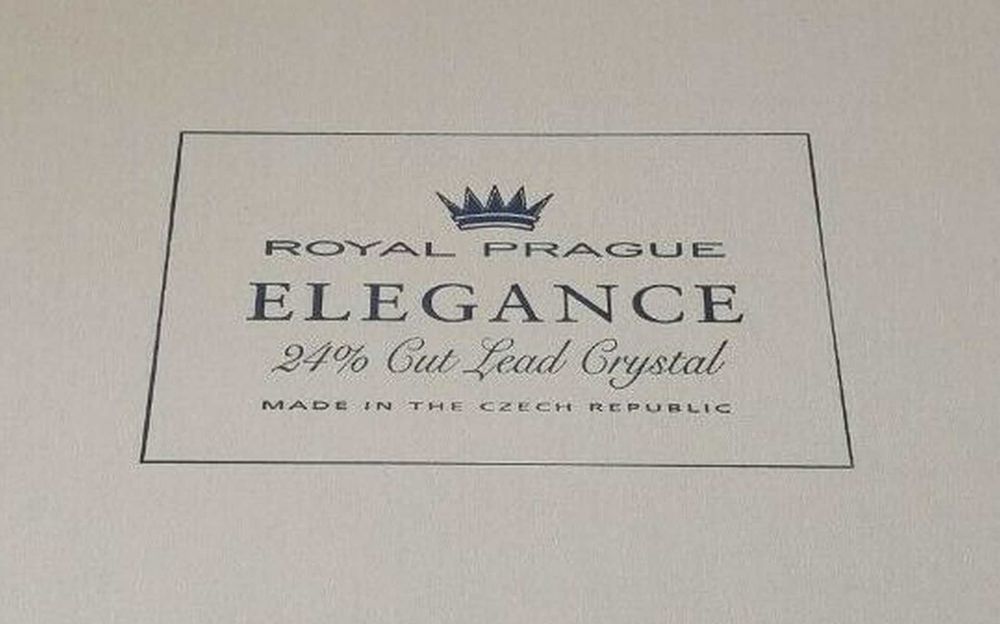 ROYAL PRAGUE
ELEGANCE
24% Cut Lead Crystal
MADE IN THE CZECH REPUBLIC